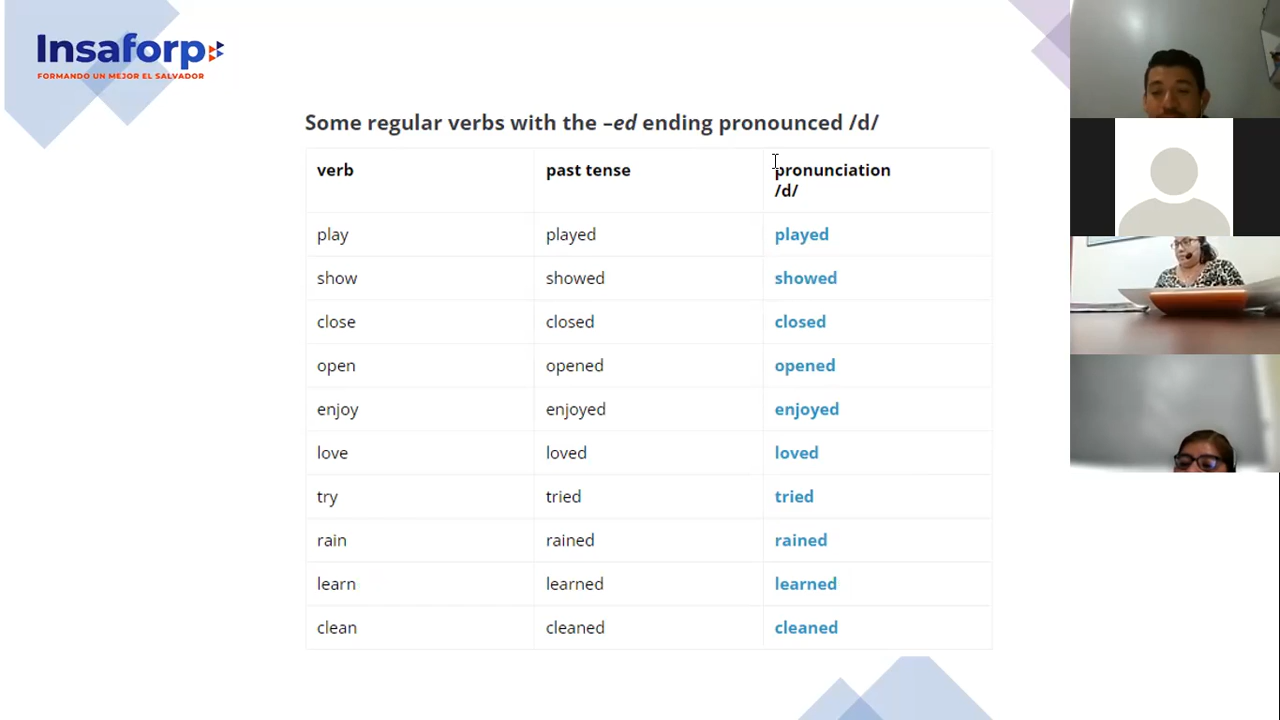 Insaforp
FORMANDO UN MEJOR EL SALVADOR
Some regular verbs with the –ed ending pronounced /d/
verb past tense pronunciation
/d/
play played played
show showed showed
close closed closed
open opened opened
enjoy enjoyed enjoyed
love loved loved
try tried tried
rain rained rained
learn learned learned
clean cleaned cleaned